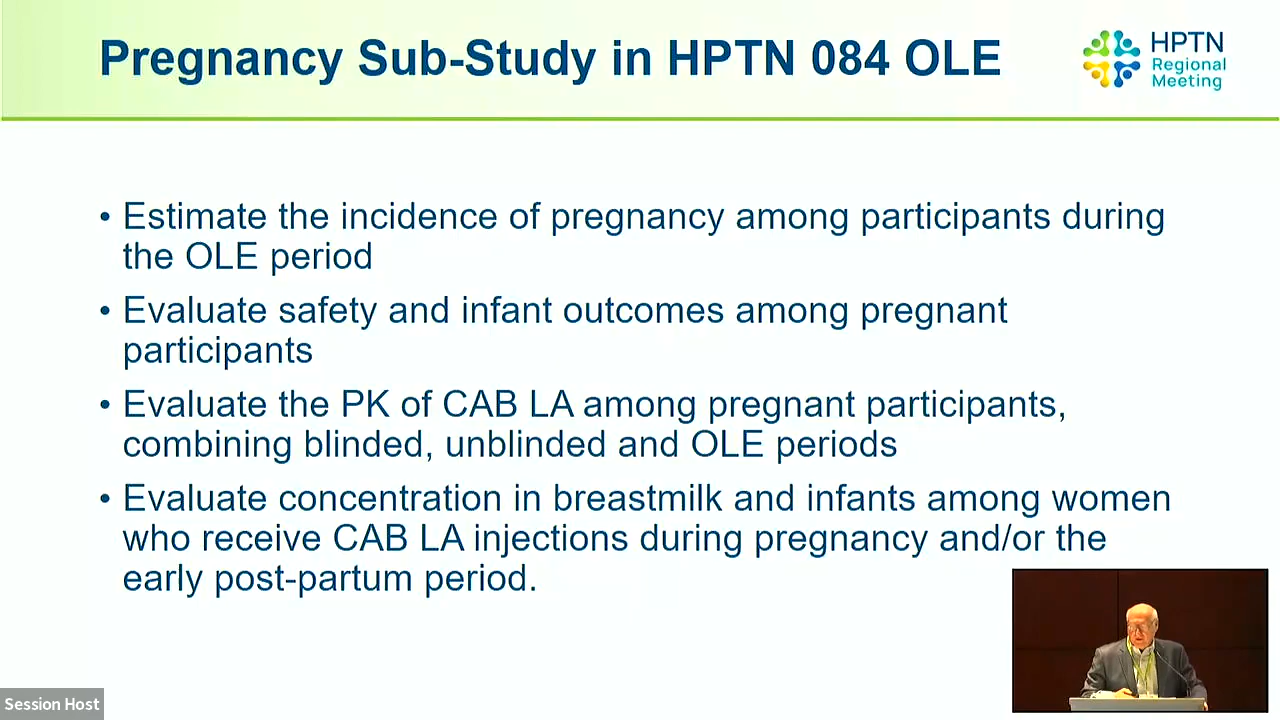 Pregnancy Sub-Study in HPTN 084 OLE
HPTN
Regional
Meeting
• Estimate the incidence of pregnancy among participants during
the OLE period
• Evaluate safety and infant outcomes among pregnant
participants
• Evaluate the PK of CAB LA among pregnant participants,
combining blinded, unblinded and OLE periods
• Evaluate concentration in breastmilk and infants among women
who receive CAB LA injections during pregnancy and/or the
early post-partum period.
Session Host